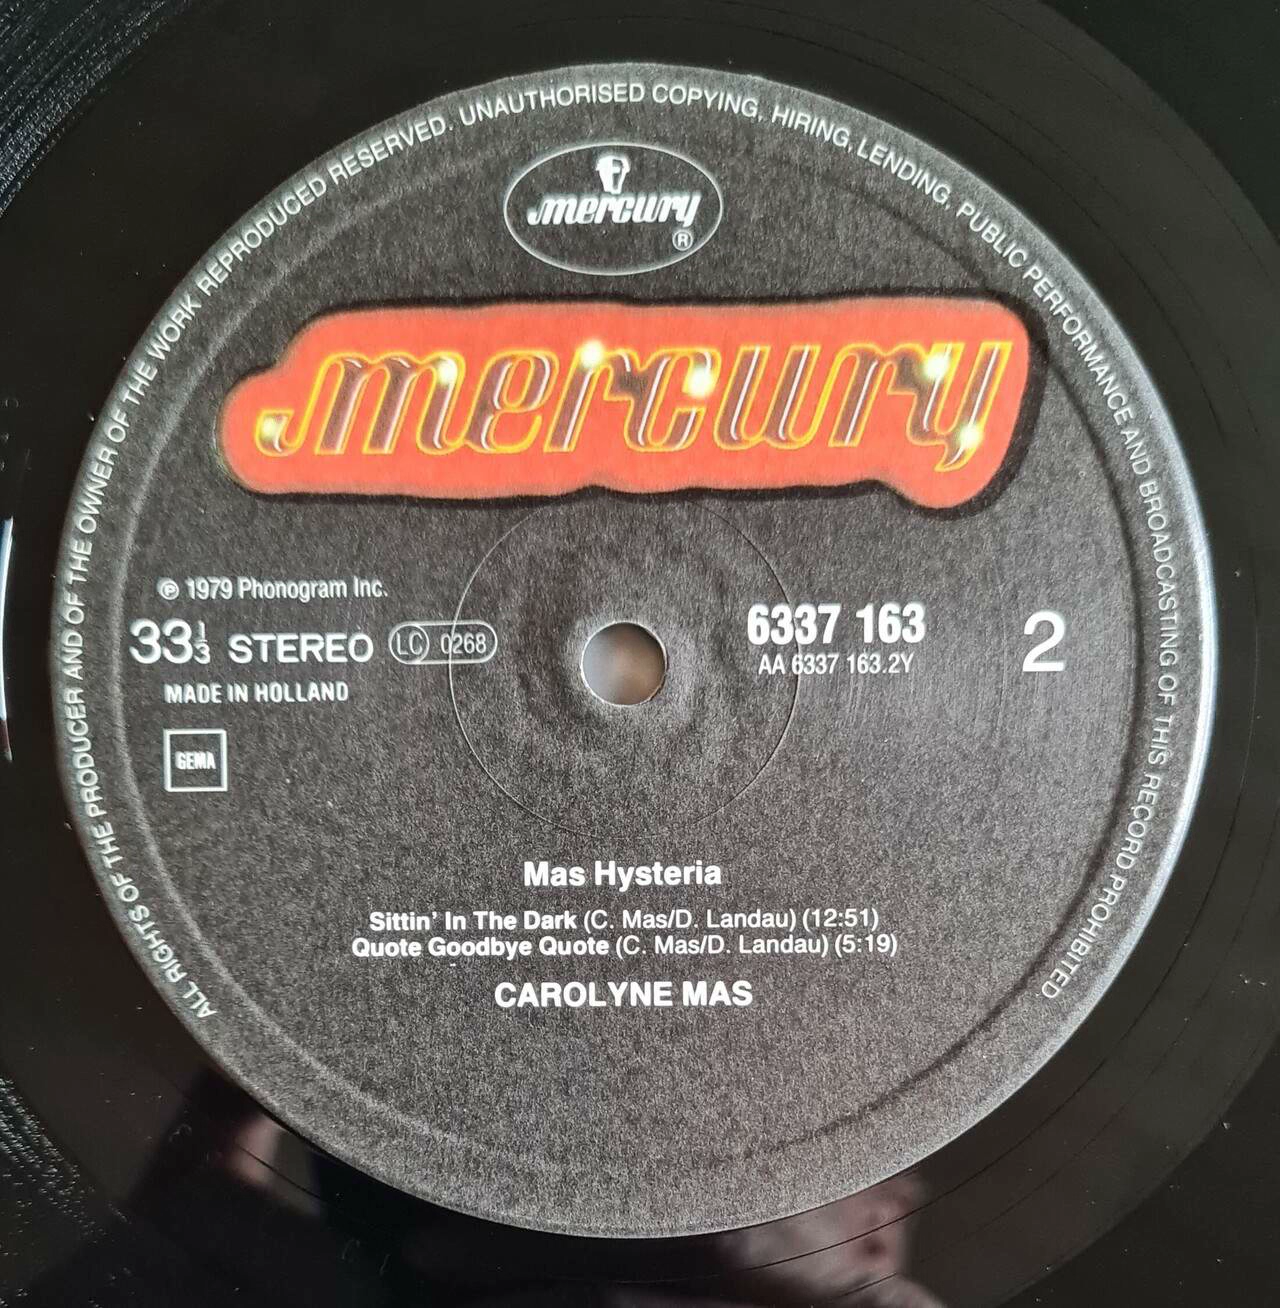 ALL RIGHTS OF THE PRODUCER AND OF THE OWNER OF THE WORK REPRODUCED RESERVED. UNAUTHORISED COPYING, HIRING, LENDING, PUBLIC PERFORMANCE AND BROADCASTING OF THIS RECORD PROHIBITED.
mercury
®
mercury
℗ 1979 Phonogram Inc.
33⅓ STEREO LC 0268
MADE IN HOLLAND
GEMA
6337 163
AA 6337 163.2Y
2
Mas Hysteria
Sittin' In The Dark (C. Mas/D. Landau) (12:51)
Quote Goodbye Quote (C. Mas/D. Landau) (5:19)
CAROLYNE MAS